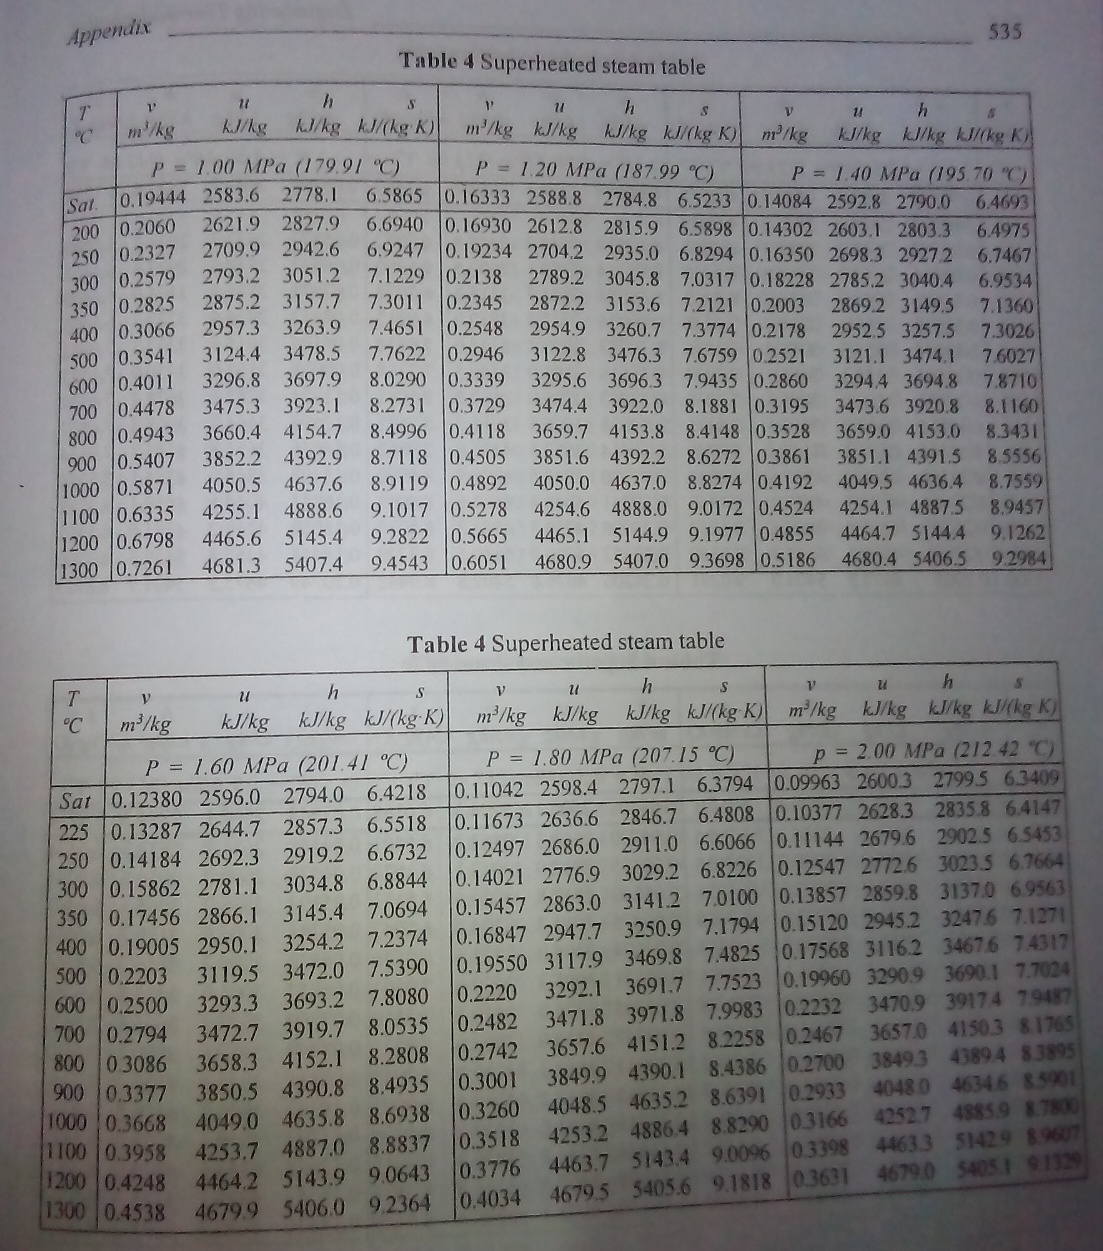 Appendix 535
Table 4 Superheated steam table
T v u h s v u h s v u h s
°C m³/kg kJ/kg kJ/kg kJ/(kg·K) m³/kg kJ/kg kJ/kg kJ/(kg K) m³/kg kJ/kg kJ/kg kJ/(kg K)
P = 1.00 MPa (179.91 °C) P = 1.20 MPa (187.99 °C) P = 1.40 MPa (195.70 °C)
Sat. 0.19444 2583.6 2778.1 6.5865 0.16333 2588.8 2784.8 6.5233 0.14084 2592.8 2790.0 6.4693
200 0.2060 2621.9 2827.9 6.6940 0.16930 2612.8 2815.9 6.5898 0.14302 2603.1 2803.3 6.4975
250 0.2327 2709.9 2942.6 6.9247 0.19234 2704.2 2935.0 6.8294 0.16350 2698.3 2927.2 6.7467
300 0.2579 2793.2 3051.2 7.1229 0.2138 2789.2 3045.8 7.0317 0.18228 2785.2 3040.4 6.9534
350 0.2825 2875.2 3157.7 7.3011 0.2345 2872.2 3153.6 7.2121 0.2003 2869.2 3149.5 7.1360
400 0.3066 2957.3 3263.9 7.4651 0.2548 2954.9 3260.7 7.3774 0.2178 2952.5 3257.5 7.3026
500 0.3541 3124.4 3478.5 7.7622 0.2946 3122.8 3476.3 7.6759 0.2521 3121.1 3474.1 7.6027
600 0.4011 3296.8 3697.9 8.0290 0.3339 3295.6 3696.3 7.9435 0.2860 3294.4 3694.8 7.8710
700 0.4478 3475.3 3923.1 8.2731 0.3729 3474.4 3922.0 8.1881 0.3195 3473.6 3920.8 8.1160
800 0.4943 3660.4 4154.7 8.4996 0.4118 3659.7 4153.8 8.4148 0.3528 3659.0 4153.0 8.3431
900 0.5407 3852.2 4392.9 8.7118 0.4505 3851.6 4392.2 8.6272 0.3861 3851.1 4391.5 8.5556
1000 0.5871 4050.5 4637.6 8.9119 0.4892 4050.0 4637.0 8.8274 0.4192 4049.5 4636.4 8.7559
1100 0.6335 4255.1 4888.6 9.1017 0.5278 4254.6 4888.0 9.0172 0.4524 4254.1 4887.5 8.9457
1200 0.6798 4465.6 5145.4 9.2822 0.5665 4465.1 5144.9 9.1977 0.4855 4464.7 5144.4 9.1262
1300 0.7261 4681.3 5407.4 9.4543 0.6051 4680.9 5407.0 9.3698 0.5186 4680.4 5406.5 9.2984
Table 4 Superheated steam table
T v u h s v u h s v u h s
°C m³/kg kJ/kg kJ/kg kJ/(kg·K) m³/kg kJ/kg kJ/kg kJ/(kg·K) m³/kg kJ/kg kJ/kg kJ/(kg K)
P = 1.60 MPa (201.41 °C) P = 1.80 MPa (207.15 °C) p = 2.00 MPa (212.42 °C)
Sat 0.12380 2596.0 2794.0 6.4218 0.11042 2598.4 2797.1 6.3794 0.09963 2600.3 2799.5 6.3409
225 0.13287 2644.7 2857.3 6.5518 0.11673 2636.6 2846.7 6.4808 0.10377 2628.3 2835.8 6.4147
250 0.14184 2692.3 2919.2 6.6732 0.12497 2686.0 2911.0 6.6066 0.11144 2679.6 2902.5 6.5453
300 0.15862 2781.1 3034.8 6.8844 0.14021 2776.9 3029.2 6.8226 0.12547 2772.6 3023.5 6.7664
350 0.17456 2866.1 3145.4 7.0694 0.15457 2863.0 3141.2 7.0100 0.13857 2859.8 3137.0 6.9563
400 0.19005 2950.1 3254.2 7.2374 0.16847 2947.7 3250.9 7.1794 0.15120 2945.2 3247.6 7.1271
500 0.2203 3119.5 3472.0 7.5390 0.19550 3117.9 3469.8 7.4825 0.17568 3116.2 3467.6 7.4317
600 0.2500 3293.3 3693.2 7.8080 0.2220 3292.1 3691.7 7.7523 0.19960 3290.9 3690.1 7.7024
700 0.2794 3472.7 3919.7 8.0535 0.2482 3471.8 3971.8 7.9983 0.2232 3470.9 3917.4 7.9487
800 0.3086 3658.3 4152.1 8.2808 0.2742 3657.6 4151.2 8.2258 0.2467 3657.0 4150.3 8.1765
900 0.3377 3850.5 4390.8 8.4935 0.3001 3849.9 4390.1 8.4386 0.2700 3849.3 4389.4 8.3895
1000 0.3668 4049.0 4635.8 8.6938 0.3260 4048.5 4635.2 8.6391 0.2933 4048.0 4634.6 8.5901
1100 0.3958 4253.7 4887.0 8.8837 0.3518 4253.2 4886.4 8.8290 0.3166 4252.7 4885.9 8.7800
1200 0.4248 4464.2 5143.9 9.0643 0.3776 4463.7 5143.4 9.0096 0.3398 4463.3 5142.9 8.9607
1300 0.4538 4679.9 5406.0 9.2364 0.4034 4679.5 5405.6 9.1818 0.3631 4679.0 5405.1 9.1329